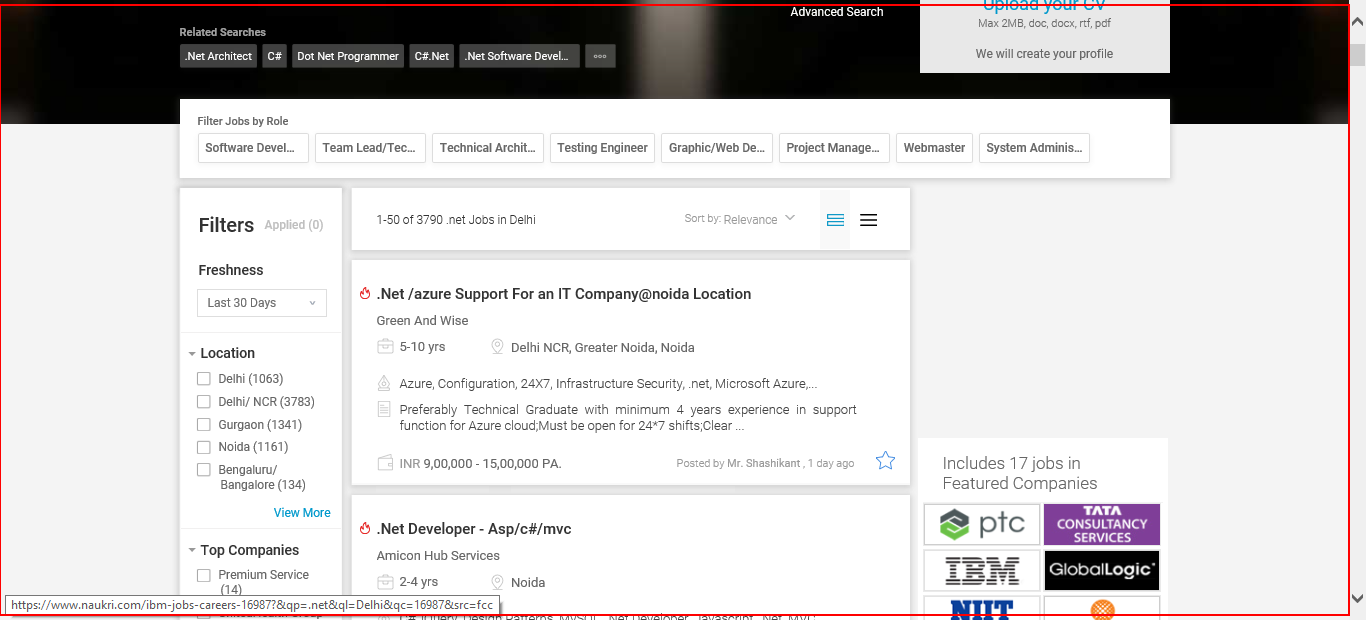 Upload your CV
Advanced Search
Max 2MB, doc, docx, rtf, pdf
Related Searches
.Net Architect
C#
Dot Net Programmer
C#.Net
.Net Software Devel...
We will create your profile
Filter Jobs by Role
Software Devel...
Team Lead/Tec...
Technical Archit...
Testing Engineer
Graphic/Web De...
Project Manage...
Webmaster
System Adminis...
Filters
Applied (0)
Freshness
Last 30 Days
Location
Delhi (1063)
Delhi/ NCR (3783)
Gurgaon (1341)
Noida (1161)
Bengaluru/
Bangalore (134)
View More
Top Companies
Premium Service
(14)
1-50 of 3790 .net Jobs in Delhi
Sort by: Relevance
.Net /azure Support For an IT Company@noida Location
Green And Wise
5-10 yrs
Delhi NCR, Greater Noida, Noida
Azure, Configuration, 24X7, Infrastructure Security, .net, Microsoft Azure,...
Preferably Technical Graduate with minimum 4 years experience in support
function for Azure cloud;Must be open for 24*7 shifts;Clear ...
INR 9,00,000 - 15,00,000 PA.
Posted by Mr. Shashikant , 1 day ago
.Net Developer - Asp/c#/mvc
Amicon Hub Services
2-4 yrs
Noida
C#, jQuery, Design Patterns, MySQL, .Net Developer, Javascript, .Net, MVC,
Includes 17 jobs in
Featured Companies
ptc
TATA
CONSULTANCY
SERVICES
IBM
GlobalLogic
NIIT
https://www.naukri.com/ibm-jobs-careers-16987?&qp=.net&ql=Delhi&qc=16987&src=fcc